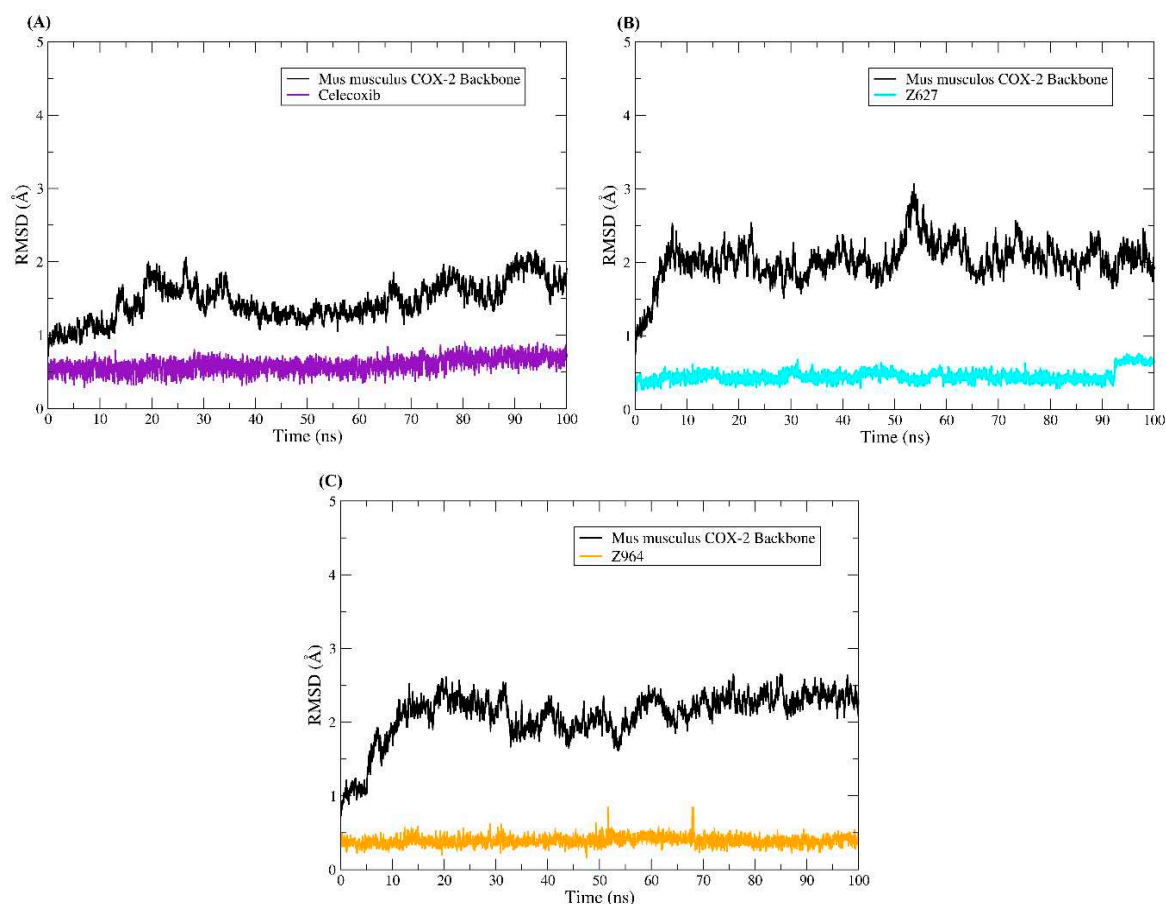 (A)
5
4
3
2
1
0
RMSD (Å)
Mus musculus COX-2 Backbone
Celecoxib
0 10 20 30 40 50 60 70 80 90 100
Time (ns)
(B)
5
4
3
2
1
0
RMSD (Å)
Mus musculos COX-2 Backbone
Z627
0 10 20 30 40 50 60 70 80 90 100
Time (ns)
(C)
5
4
3
2
1
0
RMSD (Å)
Mus musculus COX-2 Backbone
Z964
0 10 20 30 40 50 60 70 80 90 100
Time (ns)